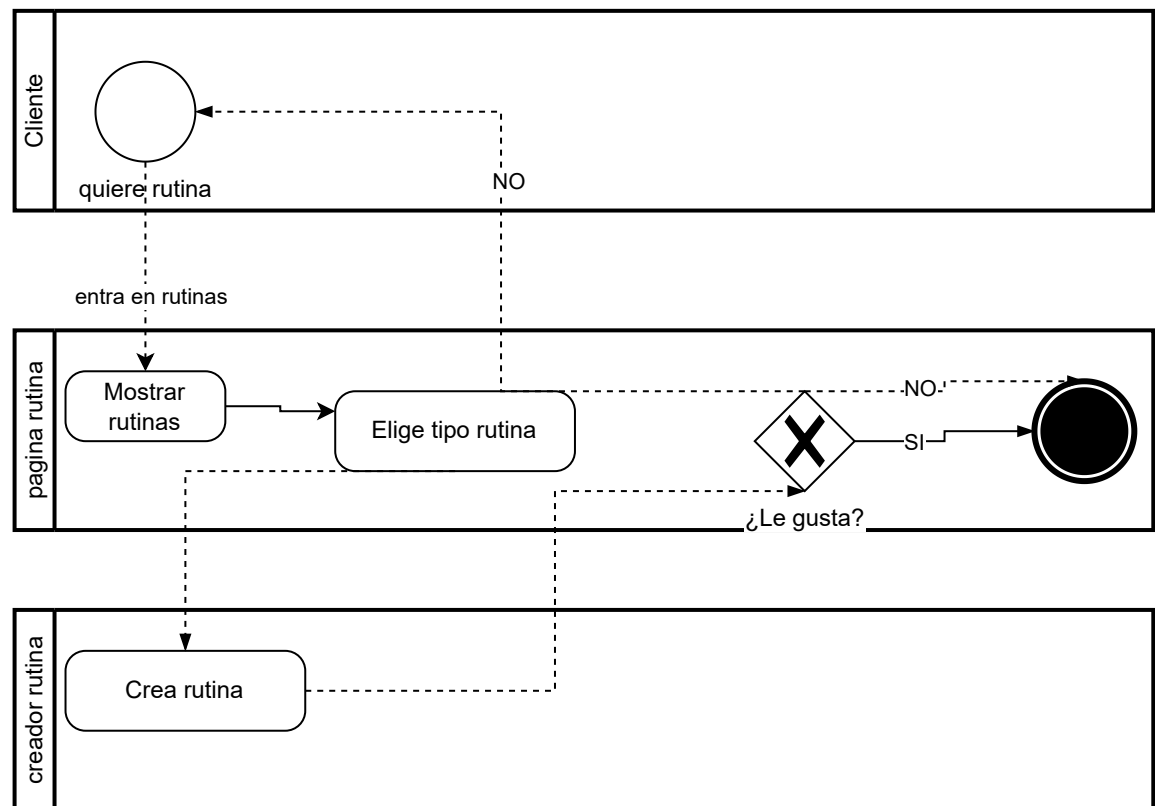 Cliente
quiere rutina
NO
entra en rutinas
pagina rutina
Mostrar
rutinas
Elige tipo rutina
NO
SI
¿Le gusta?
creador rutina
Crea rutina